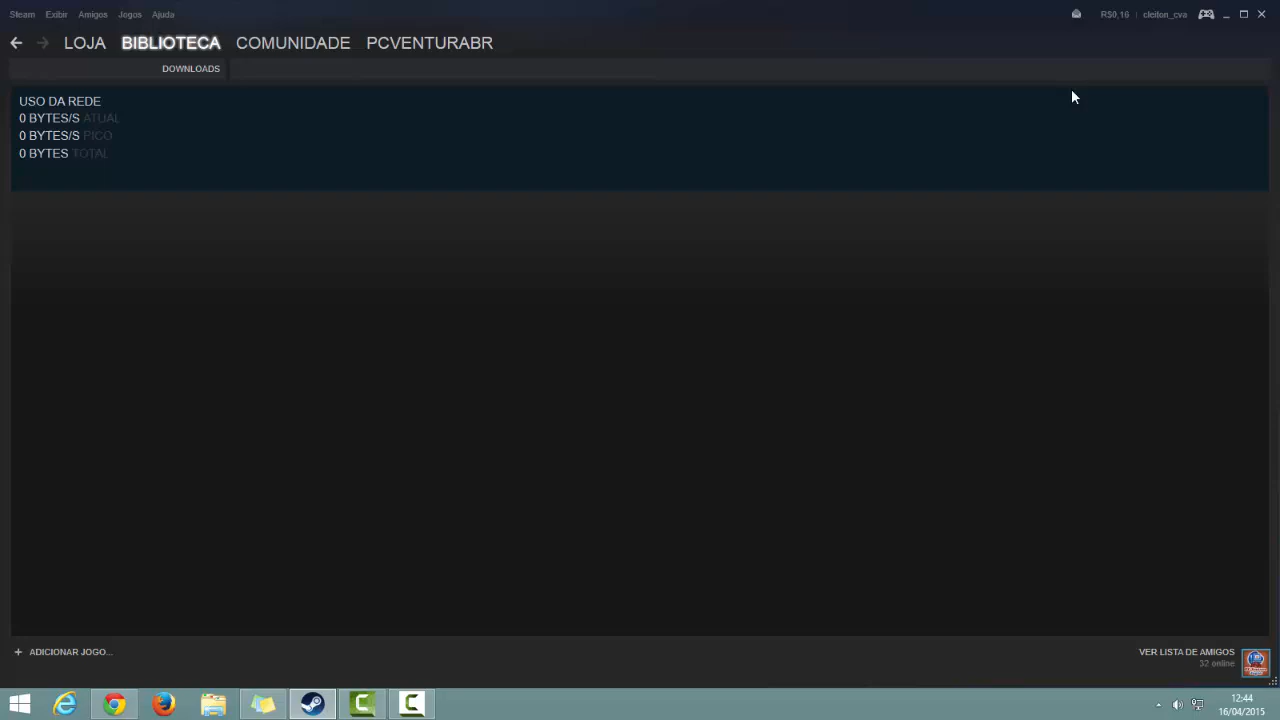 Steam Exibir Amigos Jogos Ajuda R$0,16 cleifon_cva
LOJA BIBLIOTECA COMUNIDADE PCVENTURABR
DOWNLOADS
USO DA REDE
0 BYTES/S ATUAL
0 BYTES/S PICO
0 BYTES TOTAL
+ ADICIONAR JOGO...
VER LISTA DE AMIGOS
32 online
12:44
16/04/2015